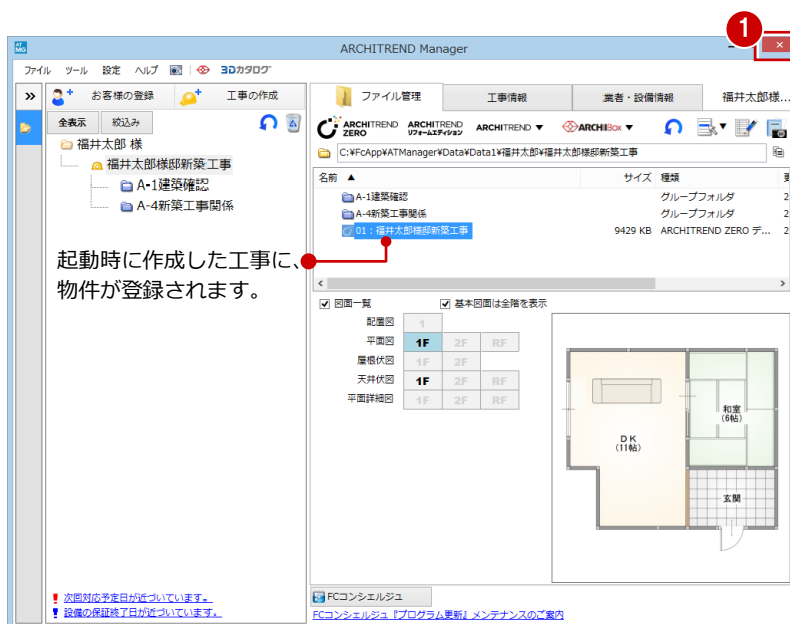 1
AT MG
ARCHITREND Manager
ファイル ツール 設定 ヘルプ 3Dカタログ
お客様の登録 工事の作成
全表示 絞込み
福井太郎 様
福井太郎様邸新築工事
A-1建築確認
A-4新築工事関係
起動時に作成した工事に、
物件が登録されます。
次回対応予定日が近づいています。
設備の保証終了日が近づいています。
ファイル管理 工事情報 業者・設備情報 福井太郎様...
ARCHITREND ZERO ARCHITREND リフォームエディション ARCHITREND ▼ ARCHIBox ▼
C:¥FcApp¥ATManager¥Data¥Data1¥福井太郎¥福井太郎様邸新築工事
名前 ▲ サイズ 種類
A-1建築確認 グループフォルダ 2
A-4新築工事関係 グループフォルダ 2
01：福井太郎様邸新築工事 9429 KB ARCHITREND ZERO デ... 2
図面一覧 基本図面は全階を表示
配置図 1
平面図 1F 2F RF
屋根伏図 1F 2F
天井伏図 1F 2F RF
平面詳細図 1F 2F RF
和室
(6帖)
DK
(11帖)
玄関
FCコンシェルジュ
FCコンシェルジュ『プログラム更新』メンテナンスのご案内